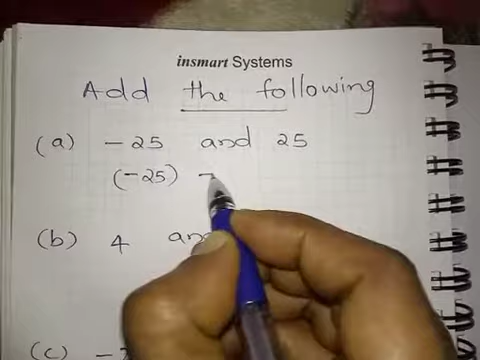 insmart Systems
Add the following
(a) -25 and 25
(-25) -
(b) 4
(c) -